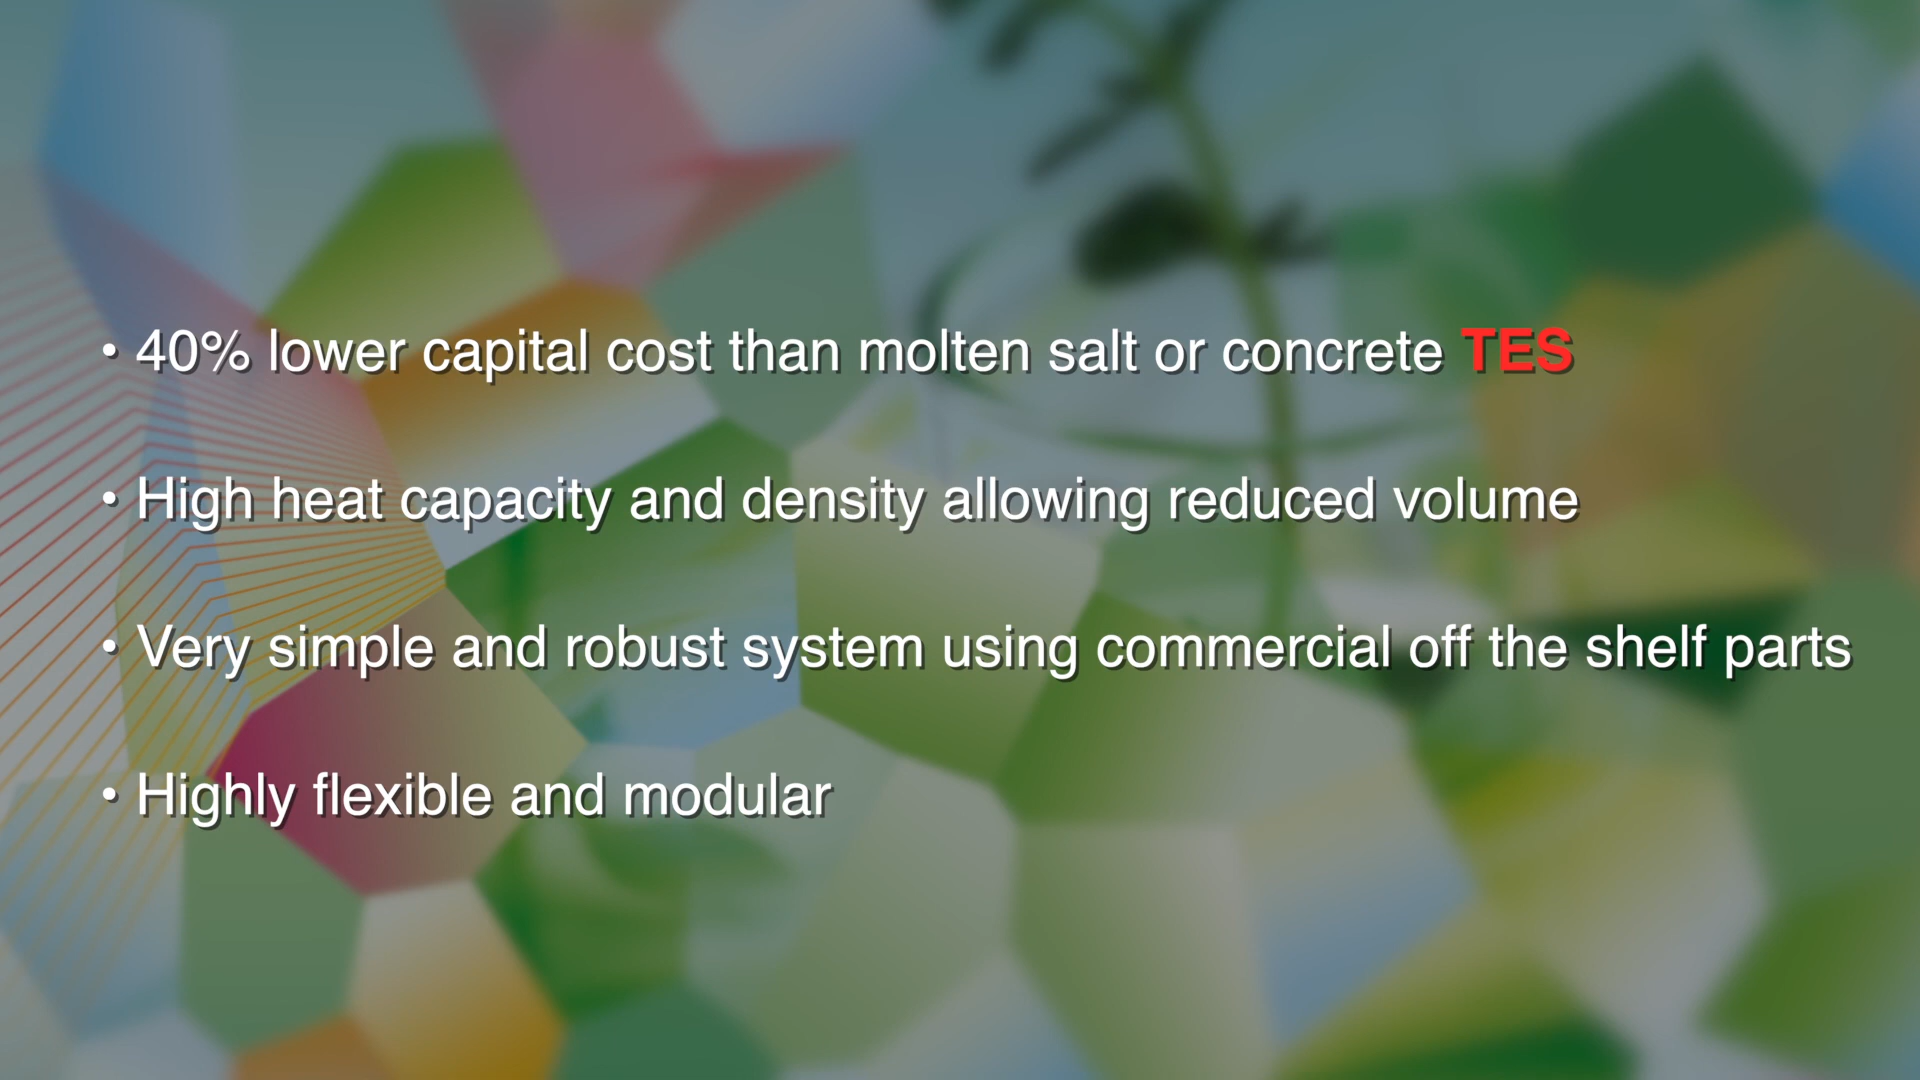 • 40% lower capital cost than molten salt or concrete TES
• High heat capacity and density allowing reduced volume
• Very simple and robust system using commercial off the shelf parts
• Highly flexible and modular